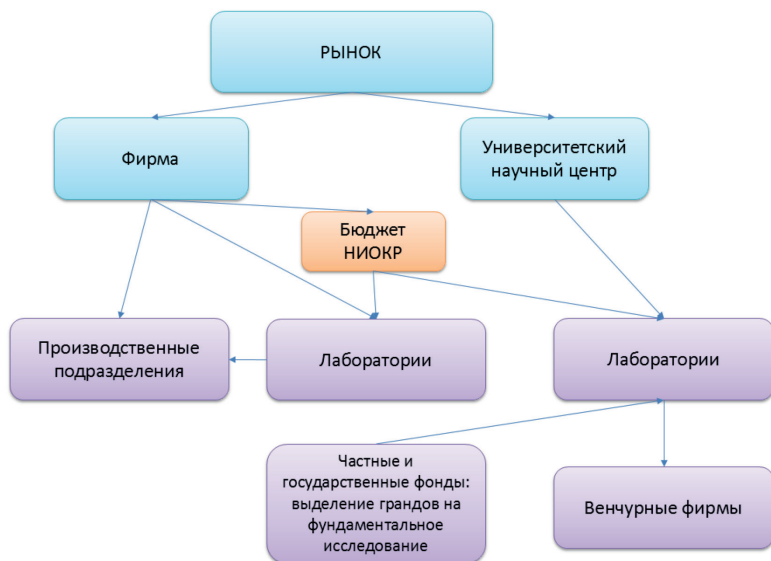 РЫНОК
Фирма
Университетский
научный центр
Бюджет
НИОКР
Производственные
подразделения
Лаборатории
Лаборатории
Частные и
государственные фонды:
выделение грандов на
фундаментальное
исследование
Венчурные фирмы